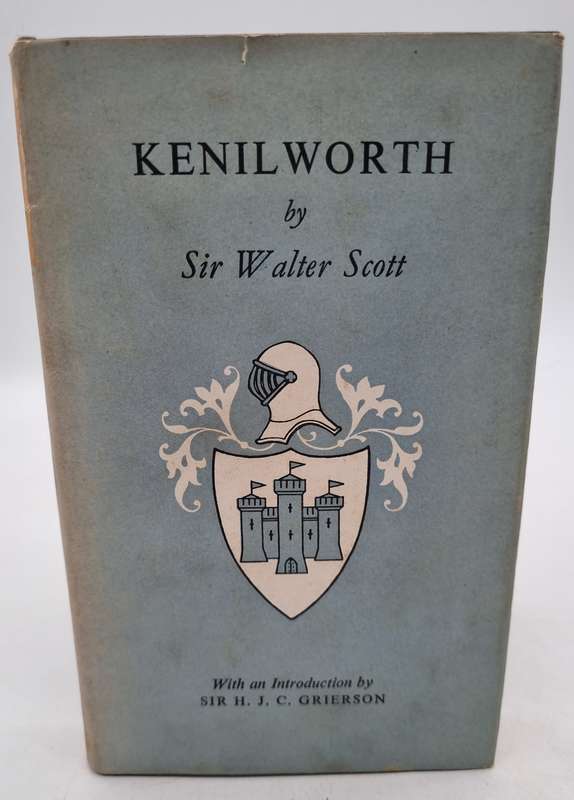 KENILWORTH
by
Sir Walter Scott
With an Introduction by
SIR H. J. C. GRIERSON